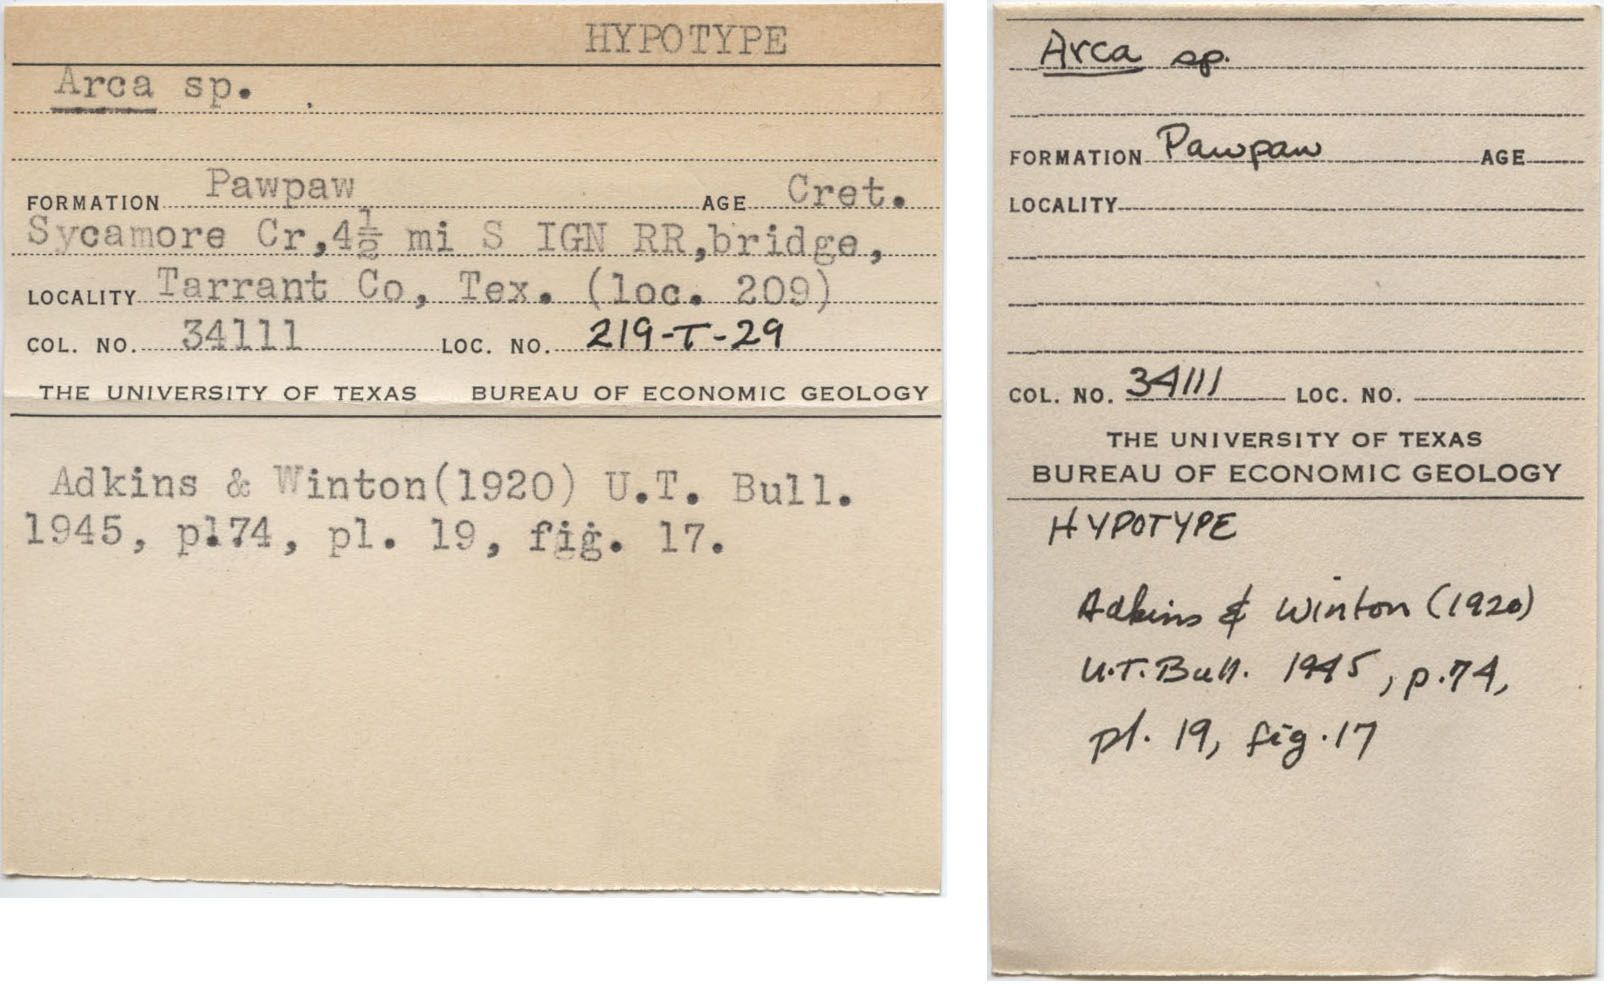 HYPOTYPE
Arca sp.
FORMATION Pawpaw AGE Cret.
Sycamore Cr,4½ mi S IGN RR,bridge,
LOCALITY Tarrant Co, Tex. (loc. 209)
COL. NO. 34111 LOC. NO. 219-T-29
THE UNIVERSITY OF TEXAS BUREAU OF ECONOMIC GEOLOGY
Adkins & Winton(1920) U.T. Bull.
1945, p.74, pl. 19, fig. 17.
Arca sp.
FORMATION Pawpaw AGE
LOCALITY
COL. NO. 34111 LOC. NO.
THE UNIVERSITY OF TEXAS
BUREAU OF ECONOMIC GEOLOGY
HYPOTYPE
Adkins & Winton (1920)
U.T. Bull. 1945, p.74,
pl. 19, fig. 17